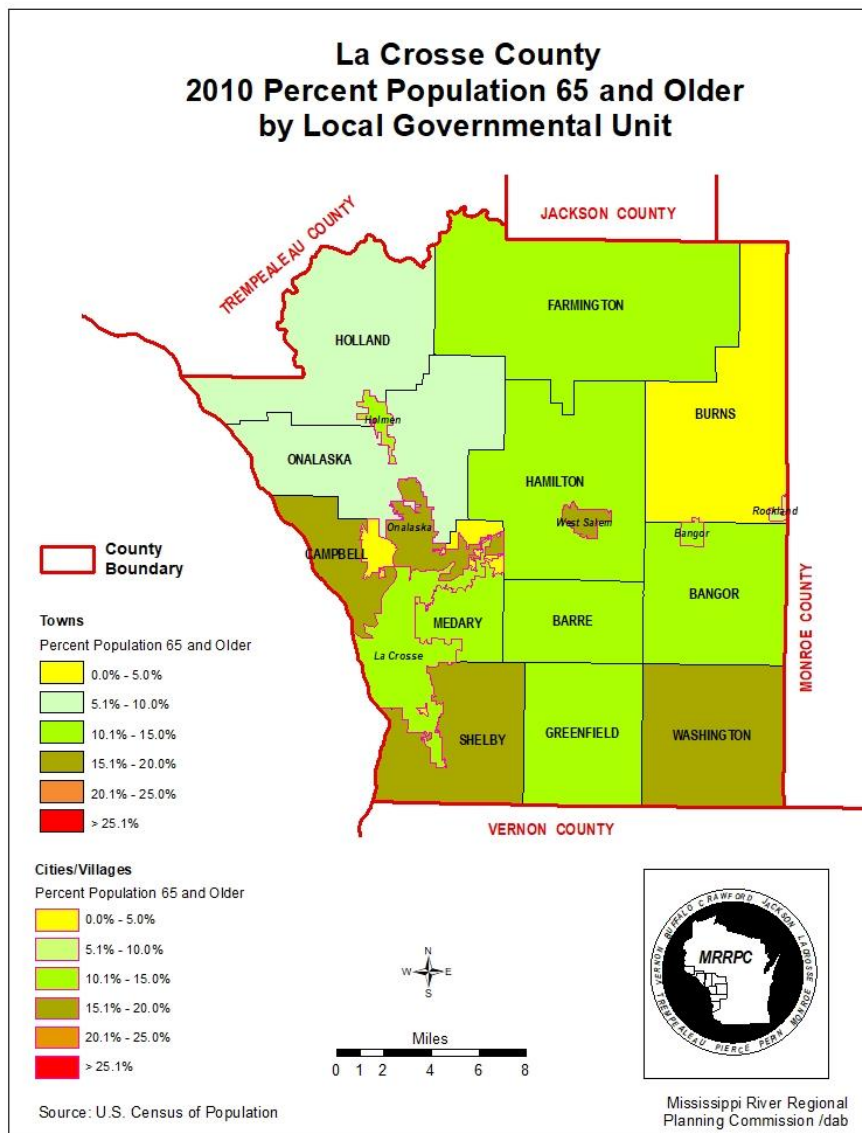 La Crosse County
2010 Percent Population 65 and Older
by Local Governmental Unit
JACKSON COUNTY
TREMPEALEAU COUNTY
FARMINGTON
HOLLAND
BURNS
Holmen
ONALASKA
HAMILTON
Rockland
Onalaska
West Salem
Bangor
CAMPBELL
County
Boundary
BANGOR
MONROE COUNTY
MEDARY
BARRE
La Crosse
SHELBY
GREENFIELD
WASHINGTON
VERNON COUNTY
Towns
Percent Population 65 and Older
0.0% - 5.0%
5.1% - 10.0%
10.1% - 15.0%
15.1% - 20.0%
20.1% - 25.0%
> 25.1%
Cities/Villages
Percent Population 65 and Older
0.0% - 5.0%
5.1% - 10.0%
10.1% - 15.0%
15.1% - 20.0%
20.1% - 25.0%
> 25.1%
N
W E
S
Miles
0 1 2 4 6 8
VERNON BUFFALO CRAWFORD JACKSON LACROSSE
TREMPEALEAU PIERCE PEPIN MONROE
MRRPC
Source: U.S. Census of Population
Mississippi River Regional
Planning Commission /dab